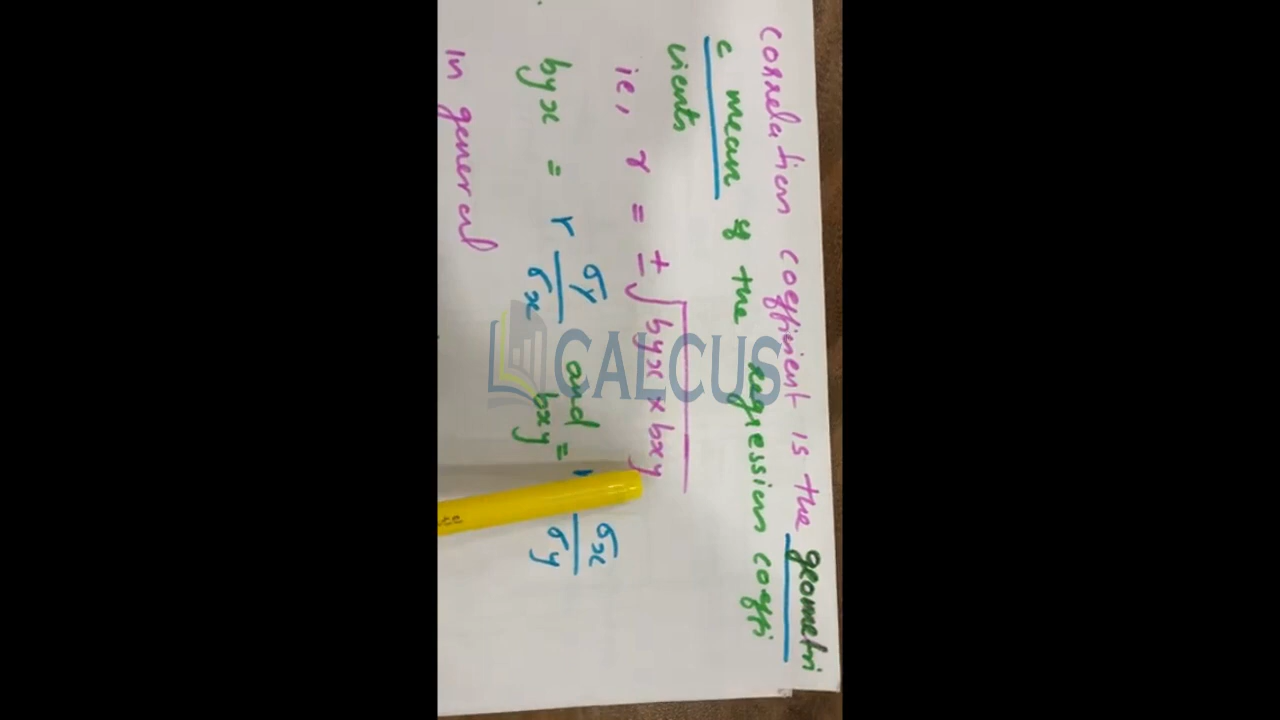 correlation coefficient is the geometri
c mean of the regression coeffi
cients
ie, r = ± √byx × bxy
byx = r σy/σx and bxy = r σx/σy
in general
CALCUS